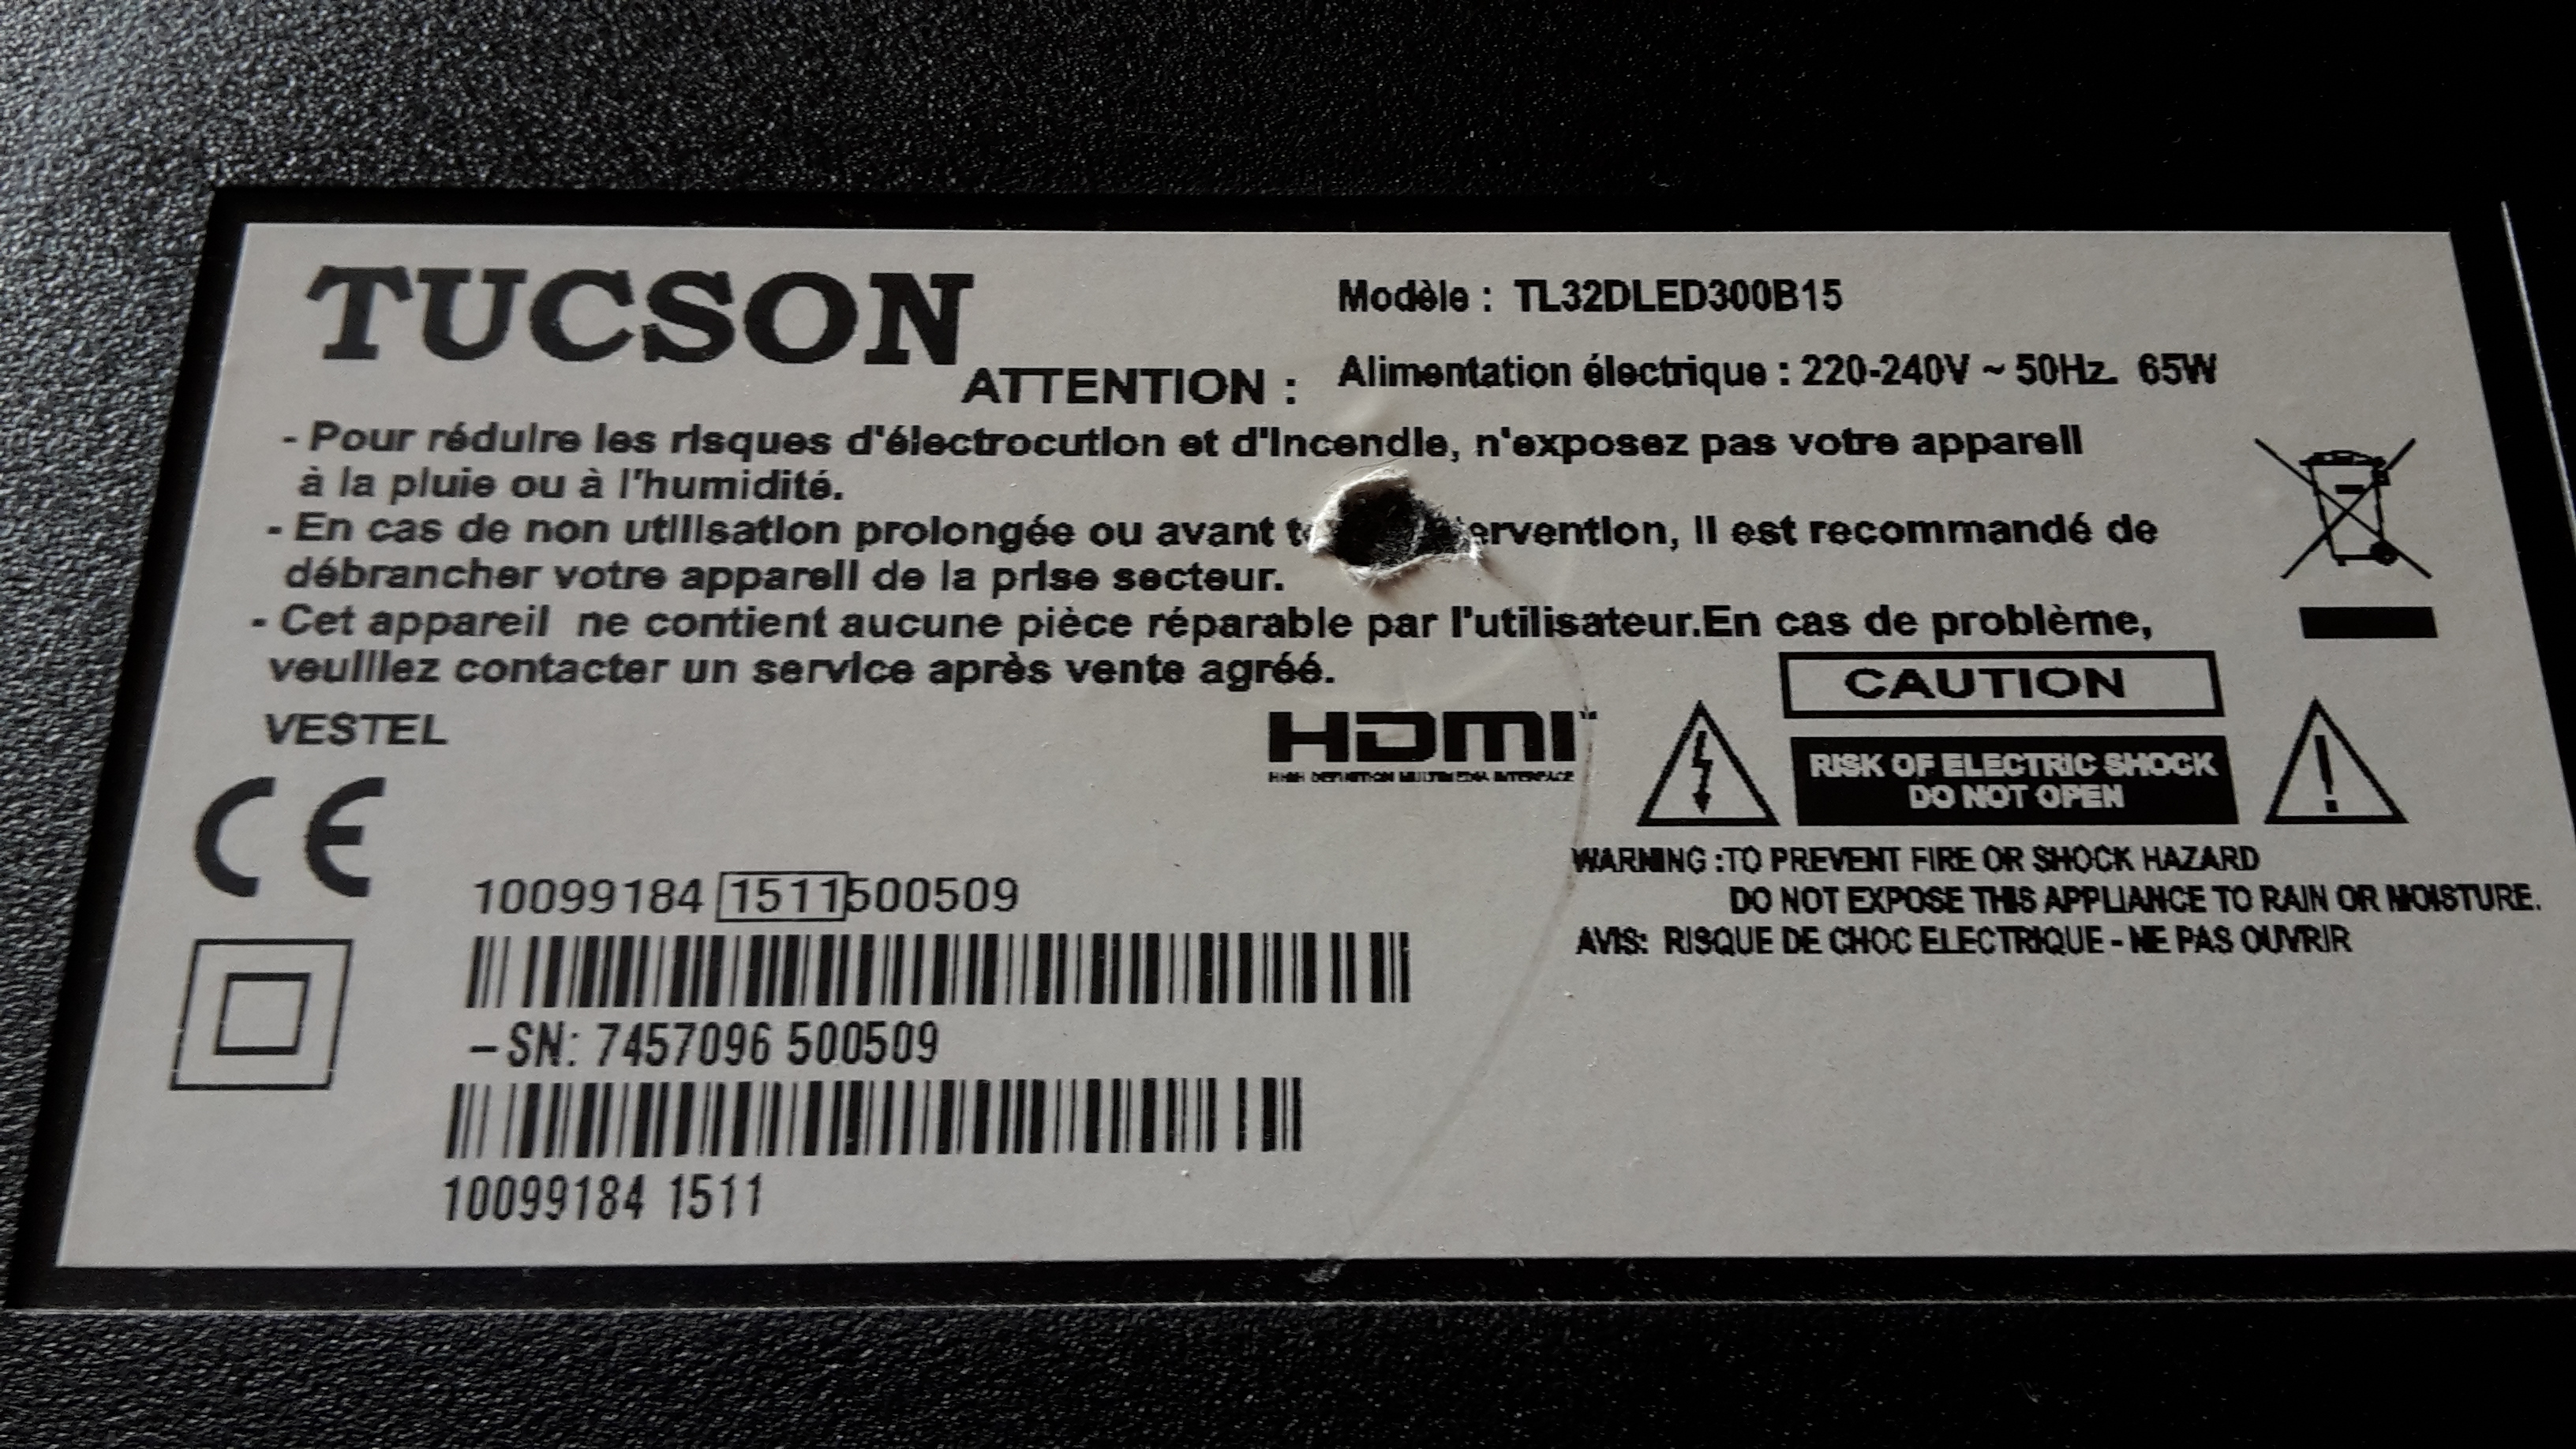 TUCSON
Modèle : TL32DLED300B15
ATTENTION :
Alimentation électrique : 220-240V ~ 50Hz. 65W
- Pour réduire les risques d'électrocution et d'incendie, n'exposez pas votre appareil
à la pluie ou à l'humidité.
- En cas de non utilisation prolongée ou avant il est recommandé de
débrancher votre appareil de la prise secteur.
- Cet appareil ne contient aucune pièce réparable par l'utilisateur.En cas de problème,
veuillez contacter un service après vente agréé.
VESTEL
HDMI™
HIGH DEFINITION MULTIMEDIA INTERFACE
CE
CAUTION
RISK OF ELECTRIC SHOCK
DO NOT OPEN
WARNING :TO PREVENT FIRE OR SHOCK HAZARD
DO NOT EXPOSE THIS APPLIANCE TO RAIN OR MOISTURE.
AVIS: RISQUE DE CHOC ELECTRIQUE - NE PAS OUVRIR
10099184 1511500509
-SN: 7457096 500509
10099184 1511